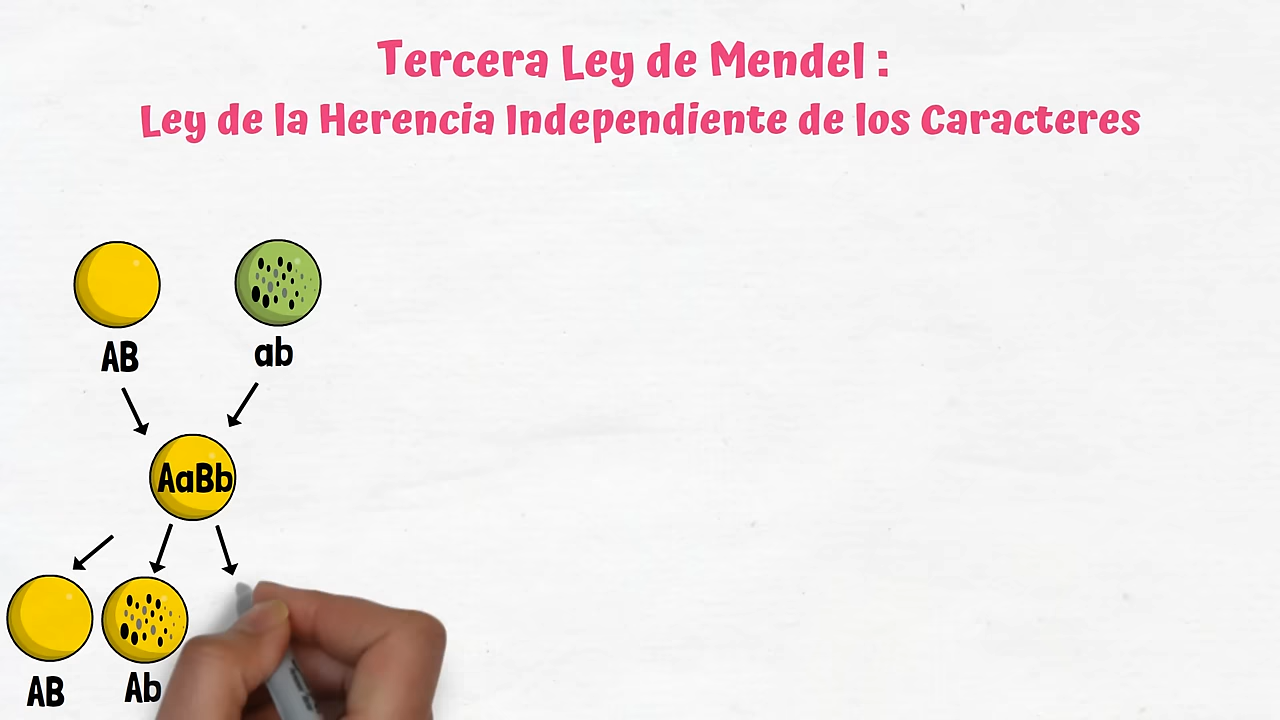 Tercera Ley de Mendel :
Ley de la Herencia Independiente de los Caracteres
AB
ab
AaBb
AB
Ab